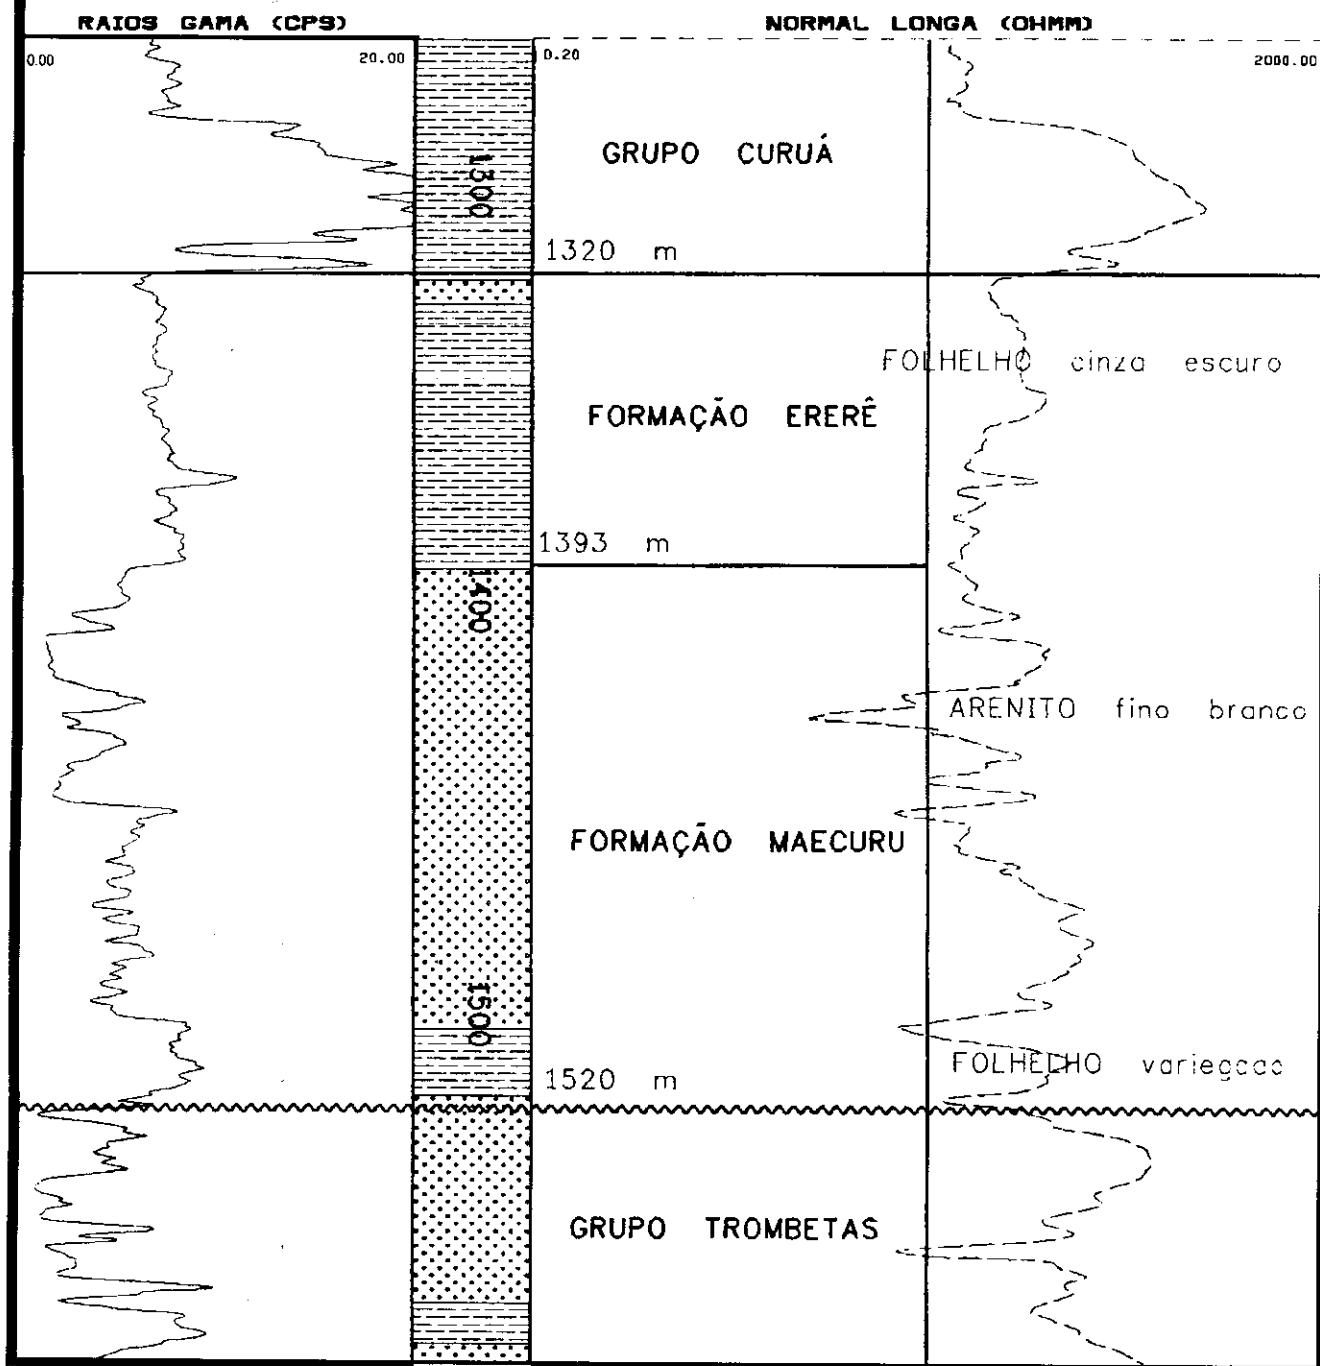 RAIOS GAMA (CPS) NORMAL LONGA (OHMM)
0.00 20.00 0.20 2000.00
GRUPO CURUÁ
1300
1320 m
FOLHELHO cinza escuro
FORMAÇÃO ERERÊ
1393 m
1400
ARENITO fino branco
FORMAÇÃO MAECURU
1500
FOLHELHO
1520 m
GRUPO TROMBETAS